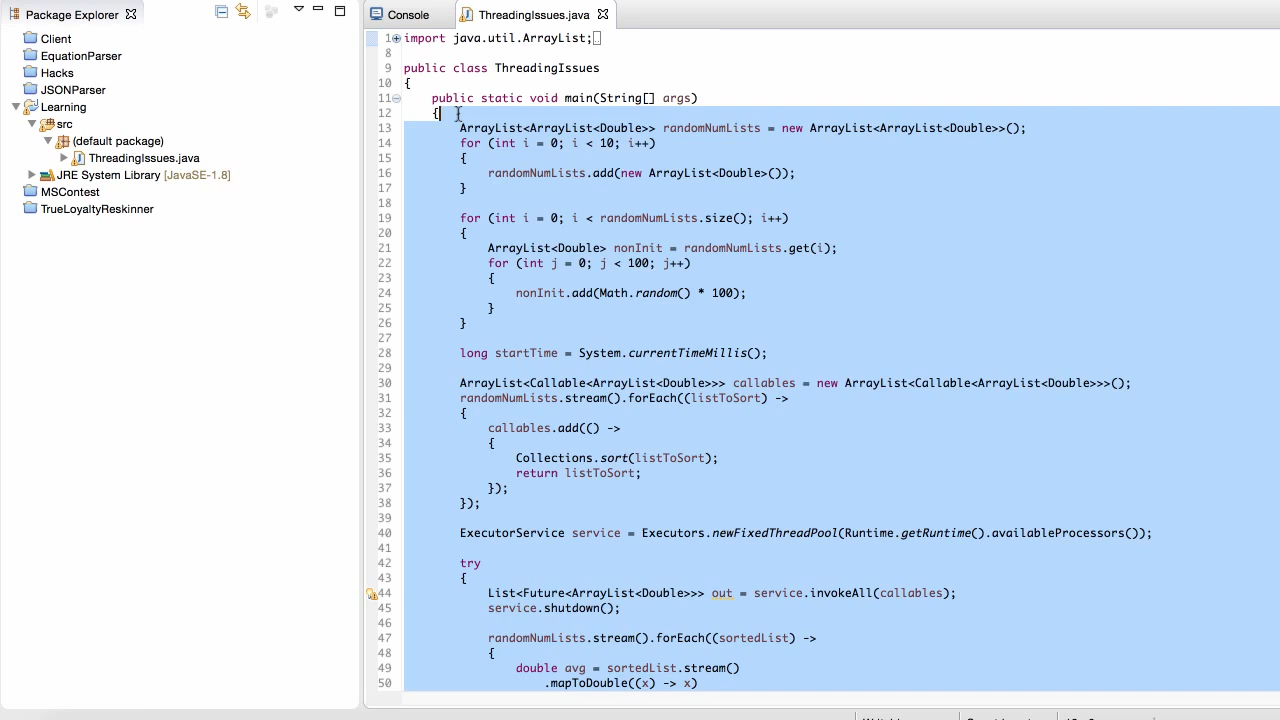 Package Explorer
Client
EquationParser
Hacks
JSONParser
Learning
src
(default package)
ThreadingIssues.java
JRE System Library [JavaSE-1.8]
MSContest
TrueLoyaltyReskinner
Console
ThreadingIssues.java
1 import java.util.ArrayList;
8
9 public class ThreadingIssues
10 {
11 public static void main(String[] args)
12 {
13 ArrayList<ArrayList<Double>> randomNumLists = new ArrayList<ArrayList<Double>>();
14 for (int i = 0; i < 10; i++)
15 {
16 randomNumLists.add(new ArrayList<Double>());
17 }
18
19 for (int i = 0; i < randomNumLists.size(); i++)
20 {
21 ArrayList<Double> nonInit = randomNumLists.get(i);
22 for (int j = 0; j < 100; j++)
23 {
24 nonInit.add(Math.random() * 100);
25 }
26 }
27
28 long startTime = System.currentTimeMillis();
29
30 ArrayList<Callable<ArrayList<Double>>> callables = new ArrayList<Callable<ArrayList<Double>>>();
31 randomNumLists.stream().forEach((listToSort) ->
32 {
33 callables.add(() ->
34 {
35 Collections.sort(listToSort);
36 return listToSort;
37 });
38 });
39
40 ExecutorService service = Executors.newFixedThreadPool(Runtime.getRuntime().availableProcessors());
41
42 try
43 {
44 List<Future<ArrayList<Double>>> out = service.invokeAll(callables);
45 service.shutdown();
46
47 randomNumLists.stream().forEach((sortedList) ->
48 {
49 double avg = sortedList.stream()
50 .mapToDouble((x) -> x)